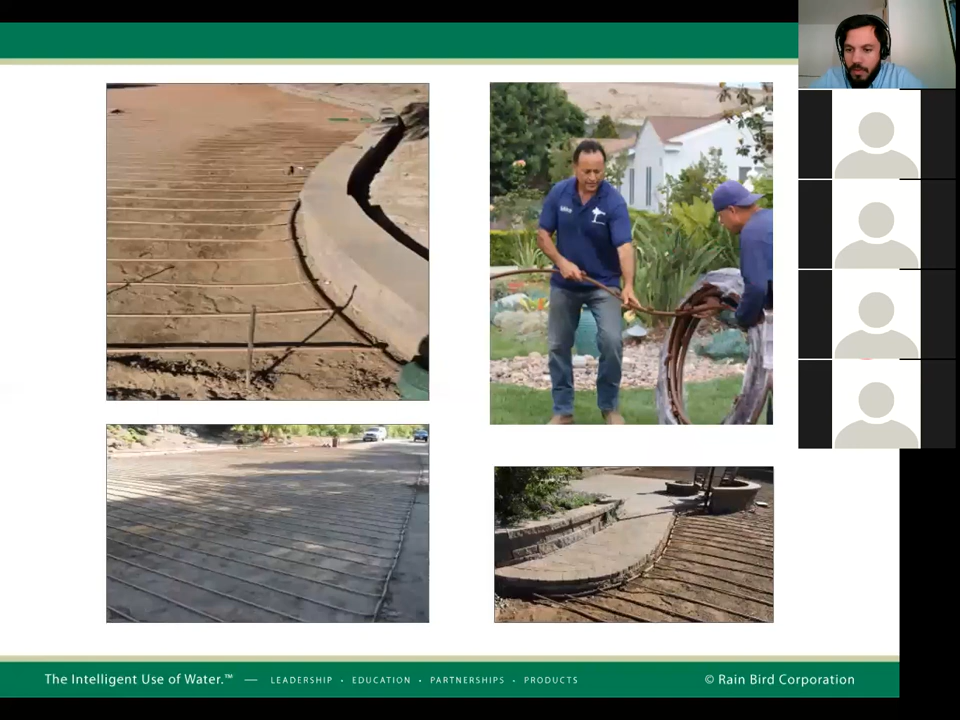 The Intelligent Use of Water.™ — LEADERSHIP • EDUCATION • PARTNERSHIPS • PRODUCTS © Rain Bird Corporation